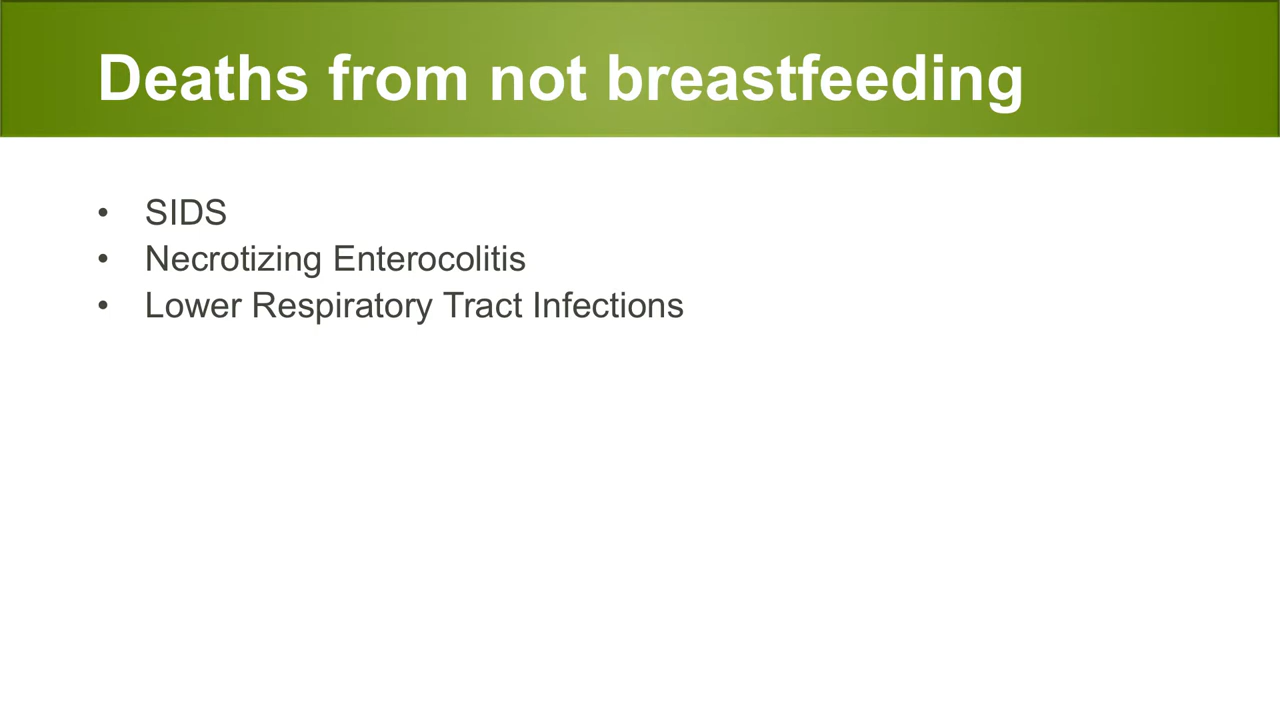 Deaths from not breastfeeding
• SIDS
• Necrotizing Enterocolitis
• Lower Respiratory Tract Infections